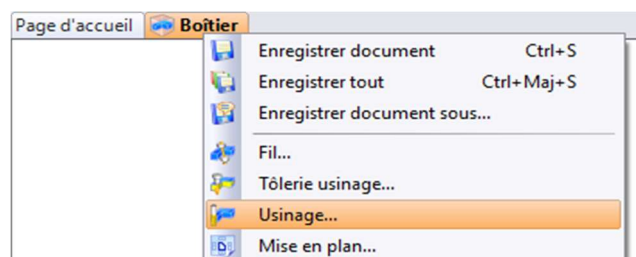 Page d'accueil Boîtier
Enregistrer document Ctrl+S
Enregistrer tout Ctrl+Maj+S
Enregistrer document sous...
Fil...
Tôlerie usinage...
Usinage...
Mise en plan...